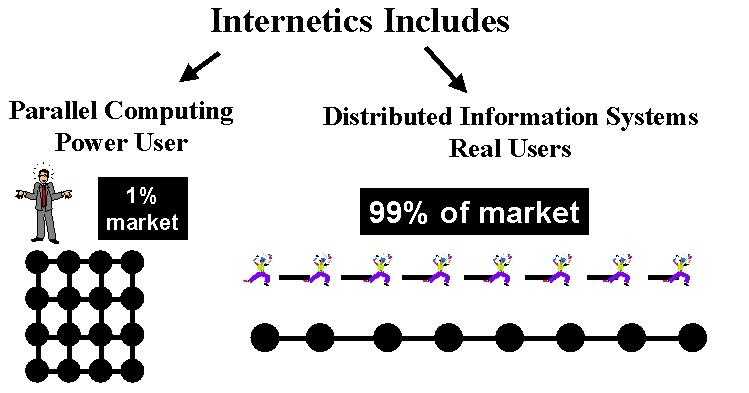 Internetics Includes
Parallel Computing
Power User
Distributed Information Systems
Real Users
1%
market
99% of market